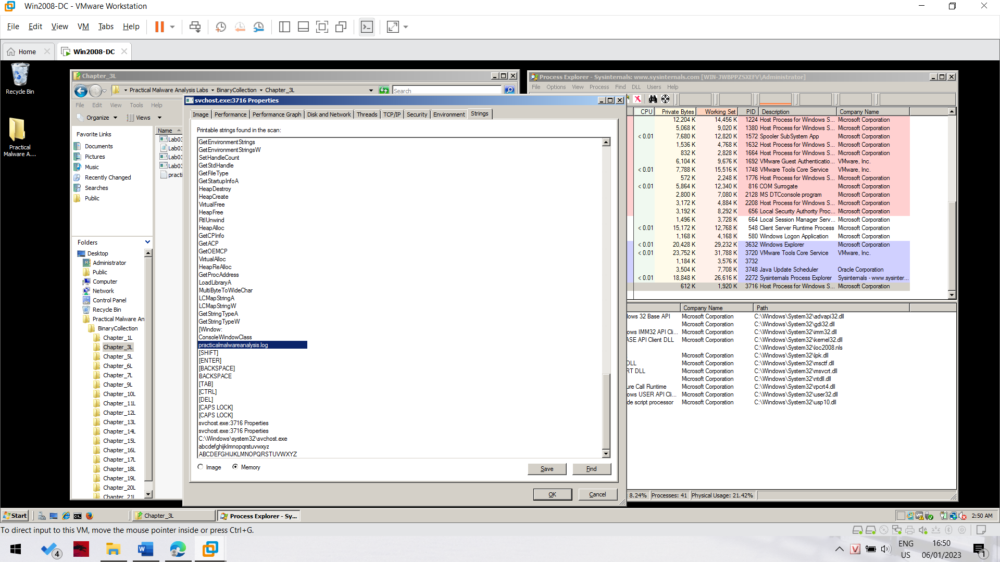 Win2008-DC - VMware Workstation
File Edit View VM Tabs Help
Home
Win2008-DC
Recycle Bin
Practical
Malware A...
Chapter_3L
Practical Malware Analysis Labs
BinaryCollection
Chapter_3L
Search
File Edit View Tools Help
Organize
Views
Favorite Links
Documents
Pictures
Music
Recently Changed
Searches
Public
Folders
Desktop
Administrator
Public
Computer
Network
Control Panel
Recycle Bin
Practical Malware An
BinaryCollection
Chapter_1L
Chapter_3L
Chapter_5L
Chapter_6L
Chapter_7L
Chapter_9L
Chapter_10L
Chapter_11L
Chapter_12L
Chapter_13L
Chapter_14L
Chapter_15L
Chapter_16L
Chapter_17L
Chapter_18L
Chapter_19L
Chapter_20L
Chapter_21L
Name
Lab03
Lab03
Lab03
Lab03
practi
svchost.exe:3716 Properties
Image Performance Performance Graph Disk and Network Threads TCP/IP Security Environment Strings
Printable strings found in the scan:
GetEnvironmentStrings
GetEnvironmentStringsW
SetHandleCount
GetStdHandle
GetFileType
GetStartupInfoA
HeapDestroy
HeapCreate
VirtualFree
HeapFree
RtlUnwind
HeapAlloc
GetCPInfo
GetACP
GetOEMCP
VirtualAlloc
HeapReAlloc
GetProcAddress
LoadLibraryA
MultiByteToWideChar
LCMapStringA
LCMapStringW
GetStringTypeA
GetStringTypeW
[Window:
ConsoleWindowClass
practicalmalwareanalysis.log
[SHIFT]
[ENTER]
[BACKSPACE]
BACKSPACE
[TAB]
[CTRL]
[DEL]
[CAPS LOCK]
[CAPS LOCK]
svchost.exe:3716 Properties
svchost.exe:3716 Properties
C:\Windows\system32\svchost.exe
abcdefghijklmnopqrstuvwxyz
ABCDEFGHIJKLMNOPQRSTUVWXYZ
Image
Memory
Save
Find
OK
Cancel
Process Explorer - Sysinternals: www.sysinternals.com [WIN-JWBPPZSXEFV\Administrator]
File Options View Process Find DLL Users Help
CPU Private Bytes Working Set PID Description Company Name
12,204 K 14,456 K 1224 Host Process for Windows S... Microsoft Corporation
5,068 K 9,020 K 1380 Host Process for Windows S... Microsoft Corporation
< 0.01 7,680 K 12,820 K 1572 Spooler SubSystem App Microsoft Corporation
1,536 K 4,768 K 1632 Host Process for Windows S... Microsoft Corporation
832 K 2,828 K 1664 Host Process for Windows S... Microsoft Corporation
6,104 K 9,676 K 1692 VMware Guest Authenticatio... VMware, Inc.
< 0.01 7,788 K 15,516 K 1748 VMware Tools Core Service VMware, Inc.
572 K 2,248 K 1776 Host Process for Windows S... Microsoft Corporation
< 0.01 5,864 K 12,340 K 816 COM Surrogate Microsoft Corporation
2,800 K 7,080 K 2128 MS DTCconsole program Microsoft Corporation
3,172 K 4,884 K 2208 Host Process for Windows S... Microsoft Corporation
3,192 K 8,292 K 656 Local Security Authority Proc... Microsoft Corporation
1,496 K 3,728 K 664 Local Session Manager Serv... Microsoft Corporation
< 0.01 15,172 K 12,768 K 548 Client Server Runtime Process Microsoft Corporation
1,168 K 4,168 K 580 Windows Logon Application Microsoft Corporation
< 0.01 20,428 K 29,232 K 3632 Windows Explorer Microsoft Corporation
< 0.01 23,752 K 31,788 K 3720 VMware Tools Core Service VMware, Inc.
1,184 K 3,576 K 3732
3,504 K 7,708 K 3748 Java Update Scheduler Oracle Corporation
< 0.01 18,848 K 26,616 K 2272 Sysinternals Process Explorer Sysinternals - www.sysinter...
612 K 1,920 K 3716 Host Process for Windows S... Microsoft Corporation
Company Name Path
lows 32 Base API Microsoft Corporation C:\Windows\System32\advapi32.dll
Microsoft Corporation C:\Windows\System32\gdi32.dll
ows IMM32 API Cli... Microsoft Corporation C:\Windows\System32\imm32.dll
ASE API Client DLL Microsoft Corporation C:\Windows\System32\kernel32.dll
C:\Windows\System32\loc2008.nls
Microsoft Corporation C:\Windows\System32\lpk.dll
DLL Microsoft Corporation C:\Windows\System32\msctf.dll
RT DLL Microsoft Corporation C:\Windows\System32\msvcrt.dll
Microsoft Corporation C:\Windows\System32\ntdll.dll
ure Call Runtime Microsoft Corporation C:\Windows\System32\rpcrt4.dll
ows USER API Cli... Microsoft Corporation C:\Windows\System32\user32.dll
de script processor Microsoft Corporation C:\Windows\System32\usp10.dll
8.24% Processes: 41 Physical Usage: 21.42%
Start
Chapter_3L
Process Explorer - Sy...
2:50 AM
To direct input to this VM, move the mouse pointer inside or press Ctrl+G.
4
ENG
US
16:50
06/01/2023
1